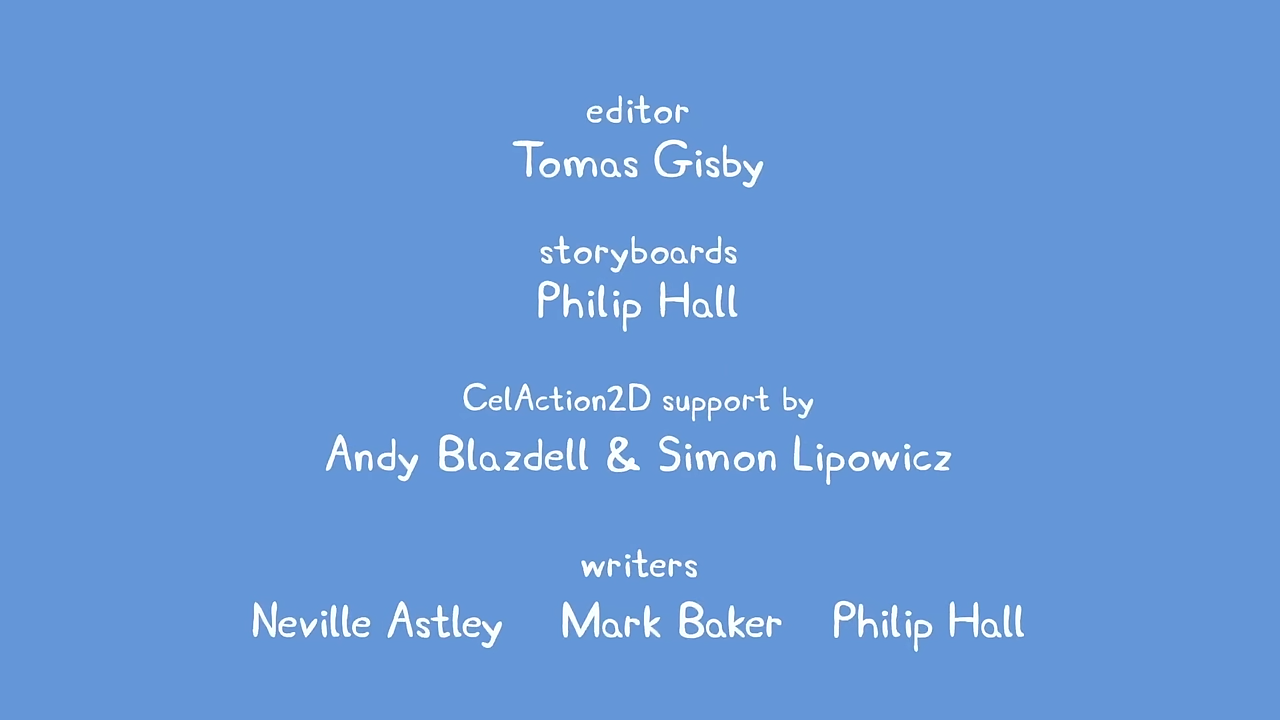 editor
Tomas Gisby
storyboards
Philip Hall
CelAction2D support by
Andy Blazdell & Simon Lipowicz
writers
Neville Astley Mark Baker Philip Hall